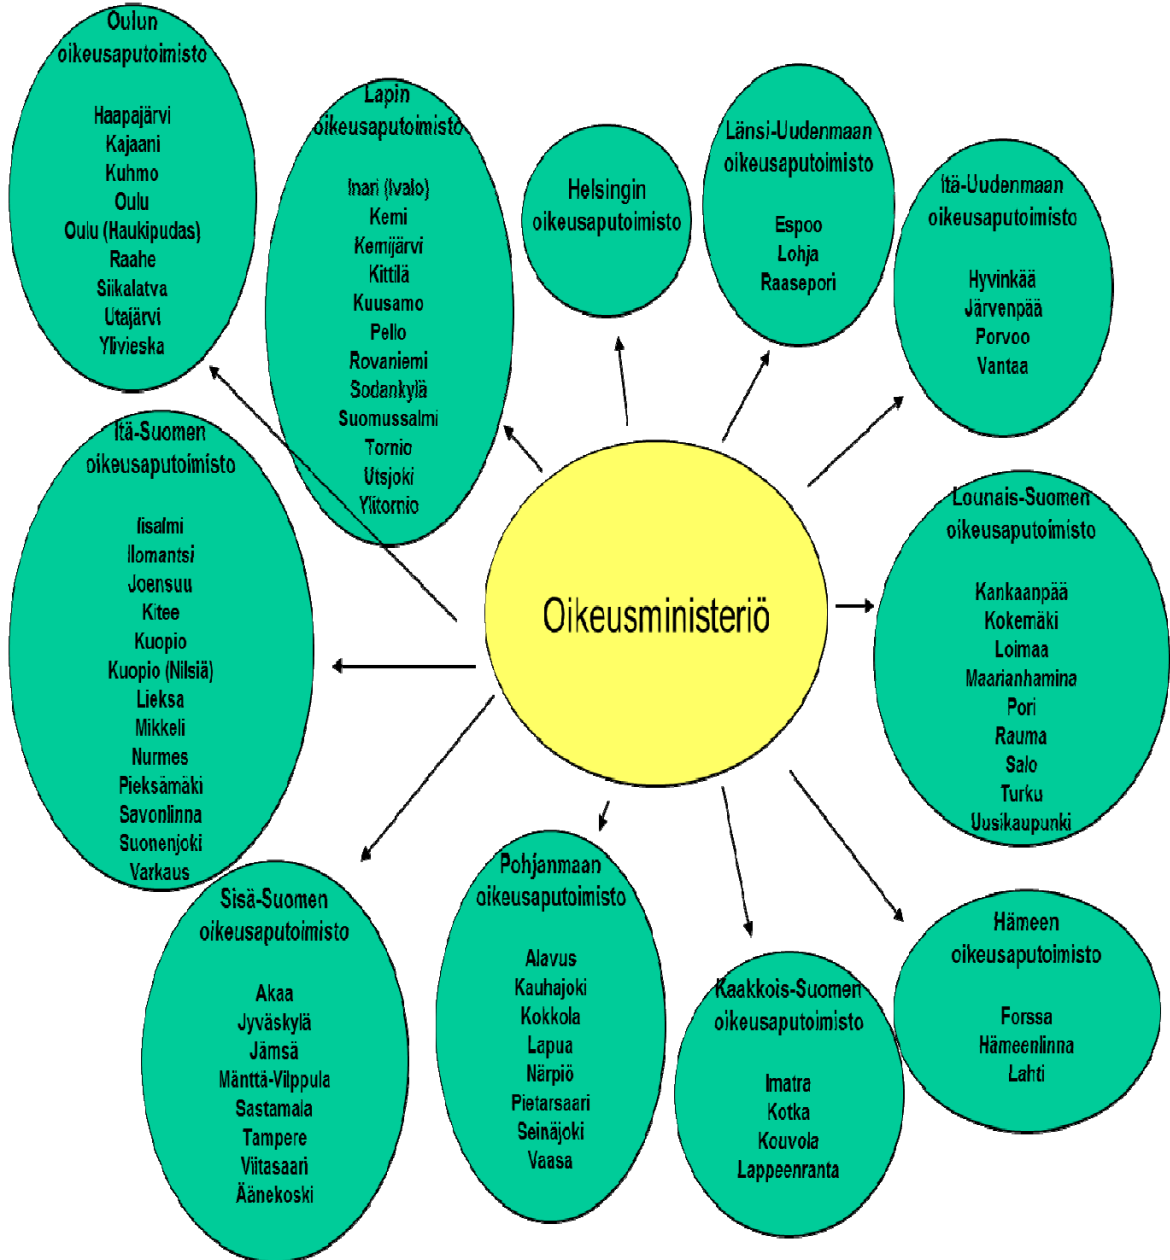 Oulun
oikeusaputoimisto
Haapajärvi
Kajaani
Kuhmo
Oulu
Oulu (Haukipudas)
Raahe
Siikalatva
Utajärvi
Ylivieska
Lapin
oikeusaputoimisto
Inari (Ivalo)
Kemi
Kemijärvi
Kittilä
Kuusamo
Pello
Rovaniemi
Sodankylä
Suomussalmi
Tornio
Utsjoki
Ylitornio
Helsingin
oikeusaputoimisto
Länsi-Uudenmaan
oikeusaputoimisto
Espoo
Lohja
Raasepori
Itä-Uudenmaan
oikeusaputoimisto
Hyvinkää
Järvenpää
Porvoo
Vantaa
Itä-Suomen
oikeusaputoimisto
Iisalmi
Ilomantsi
Joensuu
Kitee
Kuopio
Kuopio (Nilsiä)
Lieksa
Mikkeli
Nurmes
Pieksämäki
Savonlinna
Suonenjoki
Varkaus
Oikeusministeriö
Lounais-Suomen
oikeusaputoimisto
Kankaanpää
Kokemäki
Loimaa
Maarianhamina
Pori
Rauma
Salo
Turku
Uusikaupunki
Sisä-Suomen
oikeusaputoimisto
Akaa
Jyväskylä
Jämsä
Mänttä-Vilppula
Sastamala
Tampere
Viitasaari
Äänekoski
Pohjanmaan
oikeusaputoimisto
Alavus
Kauhajoki
Kokkola
Lapua
Närpiö
Pietarsaari
Seinäjoki
Vaasa
Kaakkois-Suomen
oikeusaputoimisto
Imatra
Kotka
Kouvola
Lappeenranta
Hämeen
oikeusaputoimisto
Forssa
Hämeenlinna
Lahti